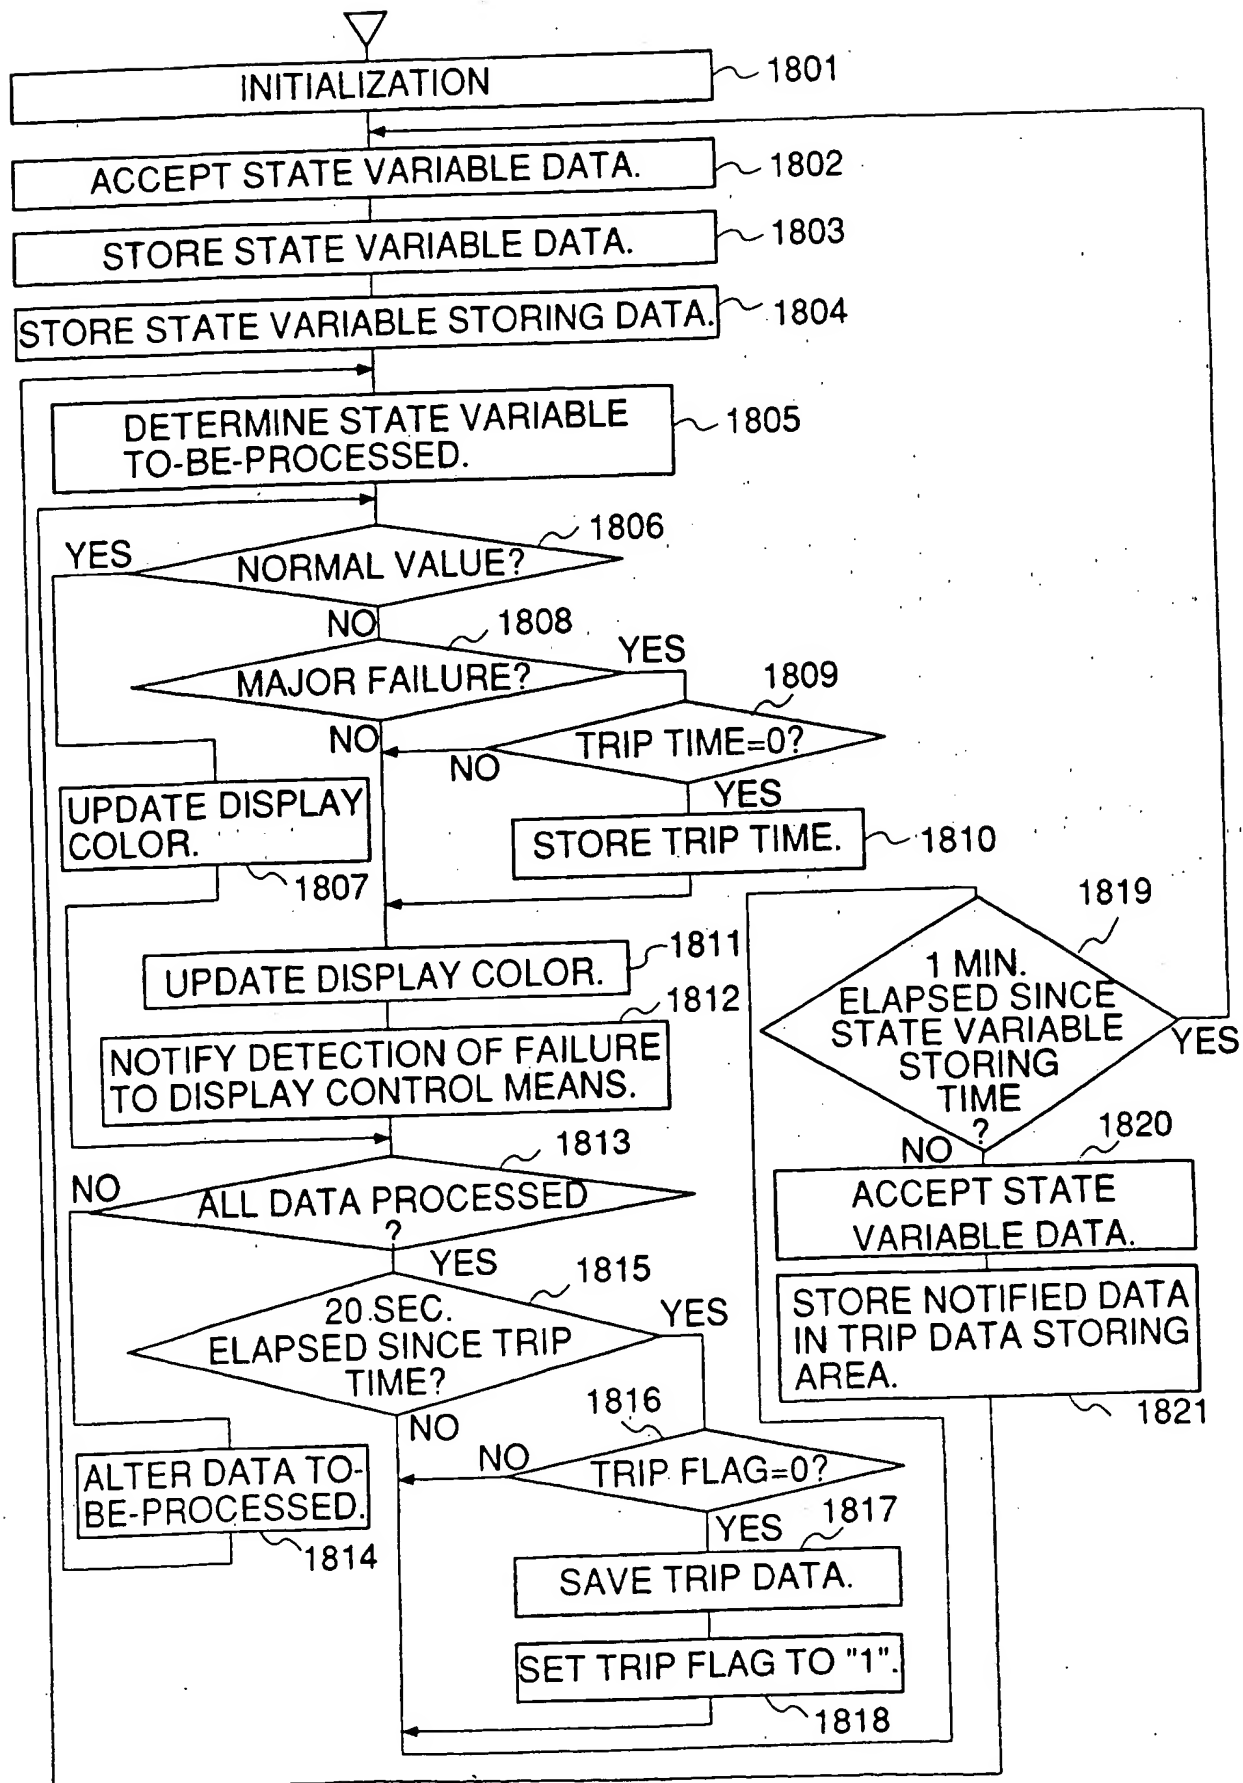 INITIALIZATION
1801
ACCEPT STATE VARIABLE DATA.
1802
STORE STATE VARIABLE DATA.
1803
STORE STATE VARIABLE STORING DATA.
1804
DETERMINE STATE VARIABLE
TO-BE-PROCESSED.
1805
1806
YES
NORMAL VALUE?
NO
1808
YES
MAJOR FAILURE?
1809
NO
TRIP TIME=0?
NO
YES
UPDATE DISPLAY
COLOR.
1807
STORE TRIP TIME.
1810
1811
UPDATE DISPLAY COLOR.
1812
NOTIFY DETECTION OF FAILURE
TO DISPLAY CONTROL MEANS.
1813
NO
ALL DATA PROCESSED
?
YES
1815
20 SEC.
ELAPSED SINCE TRIP
TIME?
YES
NO
1816
NO
TRIP FLAG=0?
YES
1817
ALTER DATA TO-
BE-PROCESSED.
1814
SAVE TRIP DATA.
SET TRIP FLAG TO "1".
1818
1819
1 MIN.
ELAPSED SINCE
STATE VARIABLE
STORING
TIME
?
YES
NO
1820
ACCEPT STATE
VARIABLE DATA.
STORE NOTIFIED DATA
IN TRIP DATA STORING
AREA.
1821